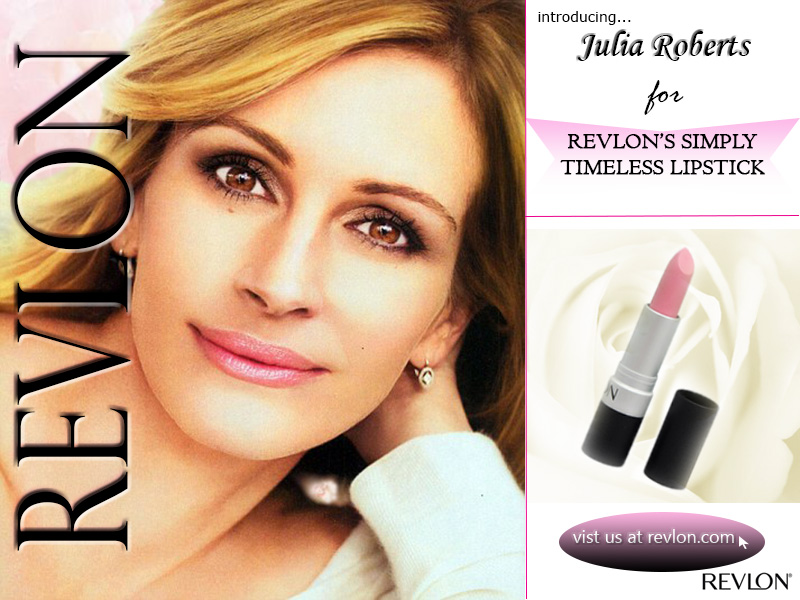 REVLON
introducing...
Julia Roberts
for
REVLON'S SIMPLY
TIMELESS LIPSTICK
N
vist us at revlon.com
REVLON®